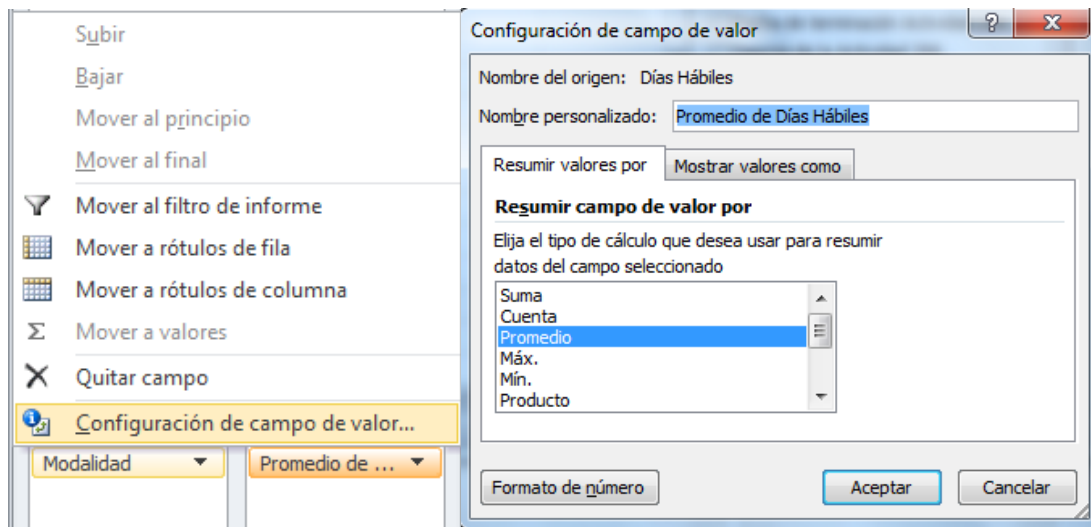 Subir
Bajar
Mover al principio
Mover al final
Mover al filtro de informe
Mover a rótulos de fila
Mover a rótulos de columna
Σ Mover a valores
Quitar campo
Configuración de campo de valor...
Modalidad
Promedio de ...
Configuración de campo de valor
Nombre del origen: Días Hábiles
Nombre personalizado: Promedio de Días Hábiles
Resumir valores por
Mostrar valores como
Resumir campo de valor por
Elija el tipo de cálculo que desea usar para resumir
datos del campo seleccionado
Suma
Cuenta
Promedio
Máx.
Mín.
Producto
Formato de número
Aceptar
Cancelar